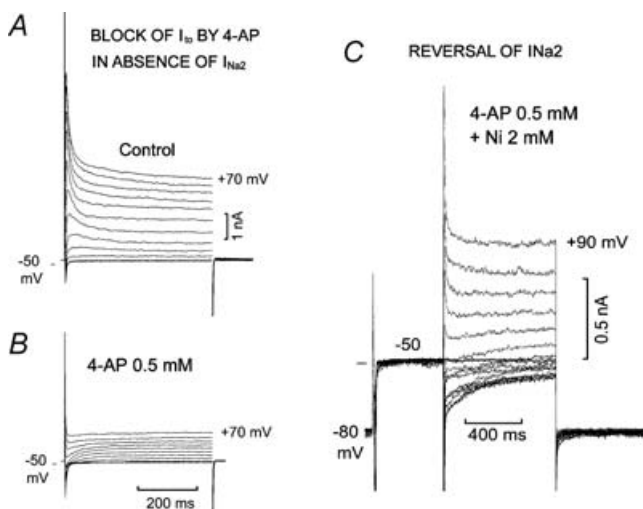 A
BLOCK OF Ito BY 4-AP
IN ABSENCE OF INa2
Control
+70 mV
1 nA
-50
mV
B
4-AP 0.5 mM
+70 mV
-50
mV
200 ms
C
REVERSAL OF INa2
4-AP 0.5 mM
+ Ni 2 mM
+90 mV
0.5 nA
-50
400 ms
-80
mV